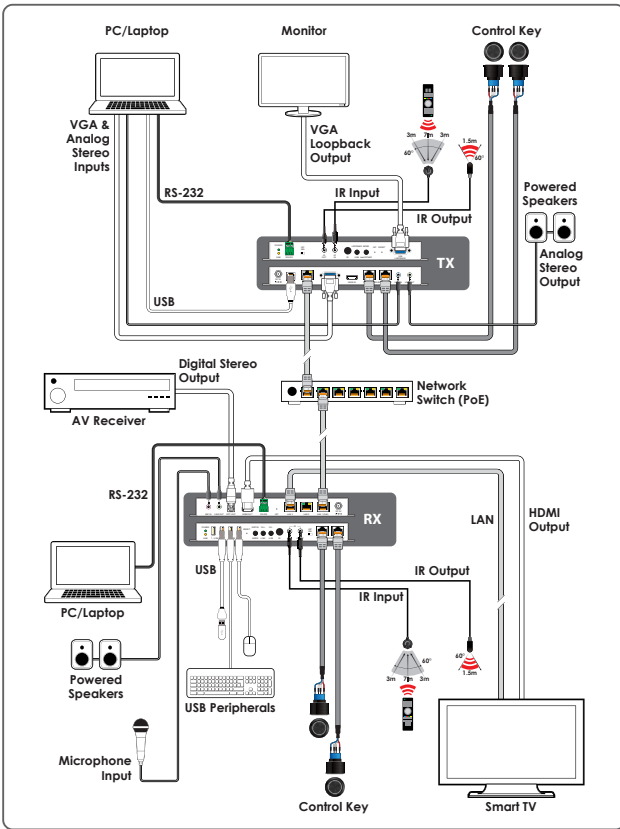 PC/Laptop
Monitor
Control Key
VGA &
Analog
Stereo
Inputs
VGA
Loopback
Output
3m 7m 3m
60°
1.5m
60°
RS-232
IR Input
IR Output
Powered
Speakers
Analog
Stereo
Output
TX
USB
Digital Stereo
Output
AV Receiver
Network
Switch (PoE)
RS-232
RX
LAN
HDMI
Output
USB
PC/Laptop
IR Output
IR Input
Powered
Speakers
USB Peripherals
60°
3m 7m 3m
60°
1.5m
Microphone
Input
Control Key
Smart TV